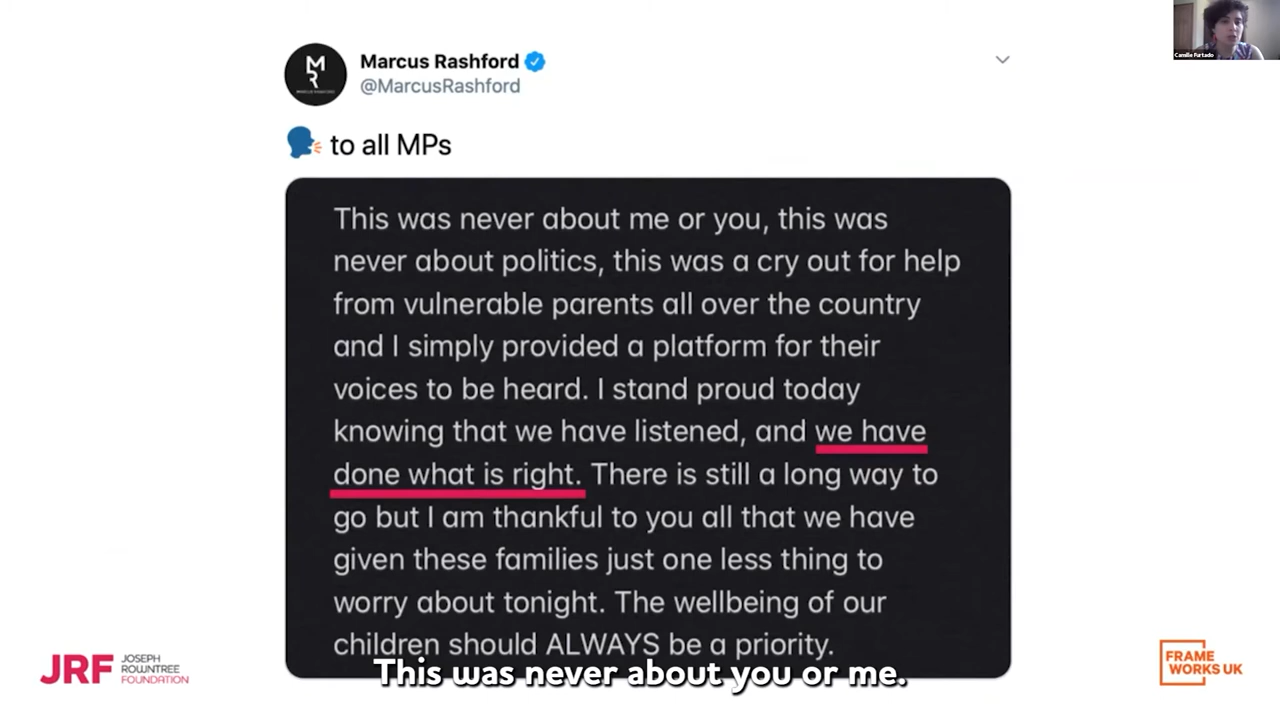 Camille Furtado
Marcus Rashford
@MarcusRashford
to all MPs
This was never about me or you, this was
never about politics, this was a cry out for help
from vulnerable parents all over the country
and I simply provided a platform for their
voices to be heard. I stand proud today
knowing that we have listened, and we have
done what is right. There is still a long way to
go but I am thankful to you all that we have
given these families just one less thing to
worry about tonight. The wellbeing of our
children should ALWAYS be a priority.
This was never about you or me.
JRF
JOSEPH
ROUNTREE
FOUNDATION
FRAME
WORKS UK